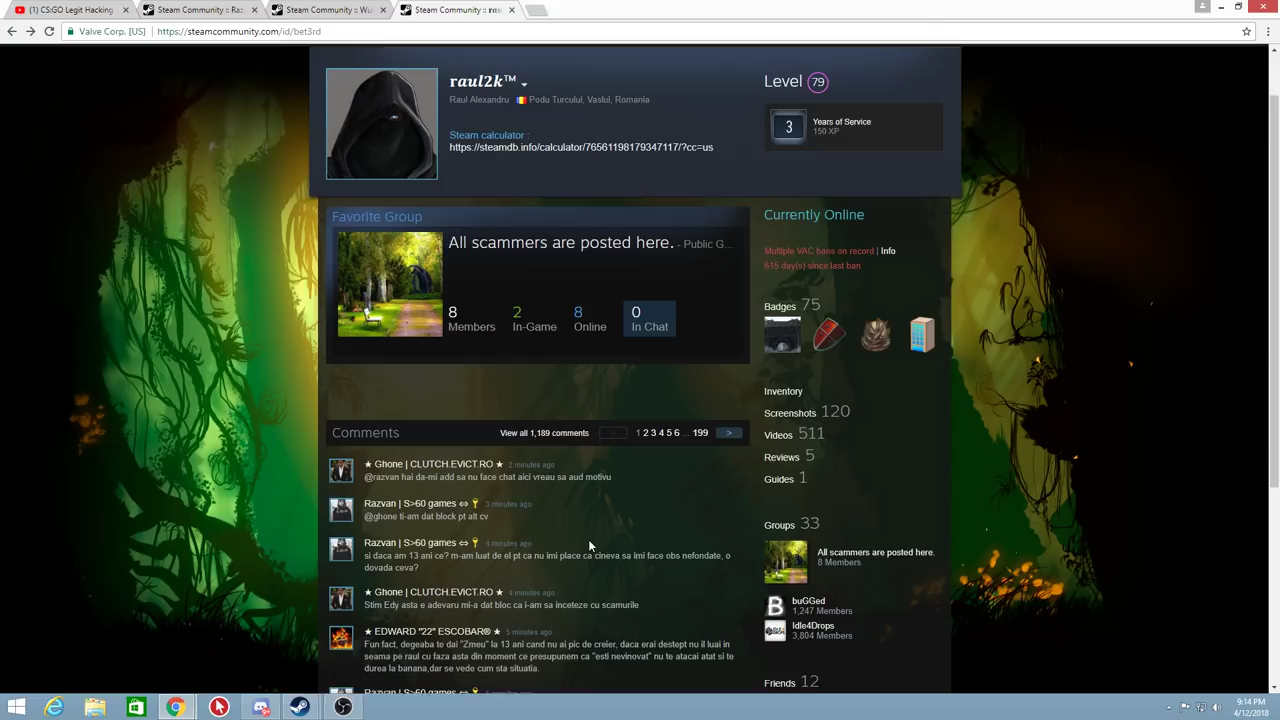 (1) CS:GO Legit Hacking
Steam Community :: Raz
Steam Community :: Wu
Steam Community :: rau
Valve Corp. [US]
https://steamcommunity.com/id/bet3rd
raul2k™
Raul Alexandru
Podu Turcului, Vaslui, Romania
Steam calculator :
https://steamdb.info/calculator/76561198179347117/?cc=us
Level 79
3
Years of Service
150 XP
Favorite Group
All scammers are posted here. - Public G...
8 Members
2 In-Game
8 Online
0 In Chat
Currently Online
Multiple VAC bans on record | Info
615 day(s) since last ban
Badges 75
Inventory
Screenshots 120
Videos 511
Reviews 5
Guides 1
Groups 33
All scammers are posted here.
8 Members
buGGed
1,247 Members
Idle4Drops
3,804 Members
Friends 12
Comments
View all 1,189 comments
< 1 2 3 4 5 6 ... 199 >
★ Ghone | CLUTCH.EViCT.RO ★ 2 minutes ago
@razvan hai da-mi add sa nu face chat aici vreau sa aud motivu
Razvan | S>60 games ⇔ 3 minutes ago
@ghone ti-am dat block pt alt cv
Razvan | S>60 games ⇔ 4 minutes ago
si daca am 13 ani ce? m-am luat de el pt ca nu imi place ca cineva sa imi face obs nefondate, o
dovada ceva?
★ Ghone | CLUTCH.EViCT.RO ★ 4 minutes ago
Stim Edy asta e adevaru mi-a dat bloc ca l-am sa inceteze cu scamurile
★ EDWARD "22" ESCOBAR® ★ 5 minutes ago
Fun fact, degeaba te dai "Zmeu" la 13 ani cand nu ai pic de creier, daca erai destept nu il luai in
seama pe raul cu faza asta din moment ce presupunem ca "esti nevinovat" nu te atacai atat si te
durea la banana,dar se vede cum sta situatia.
Razvan | S>60 games ⇔
9:14 PM
4/12/2018